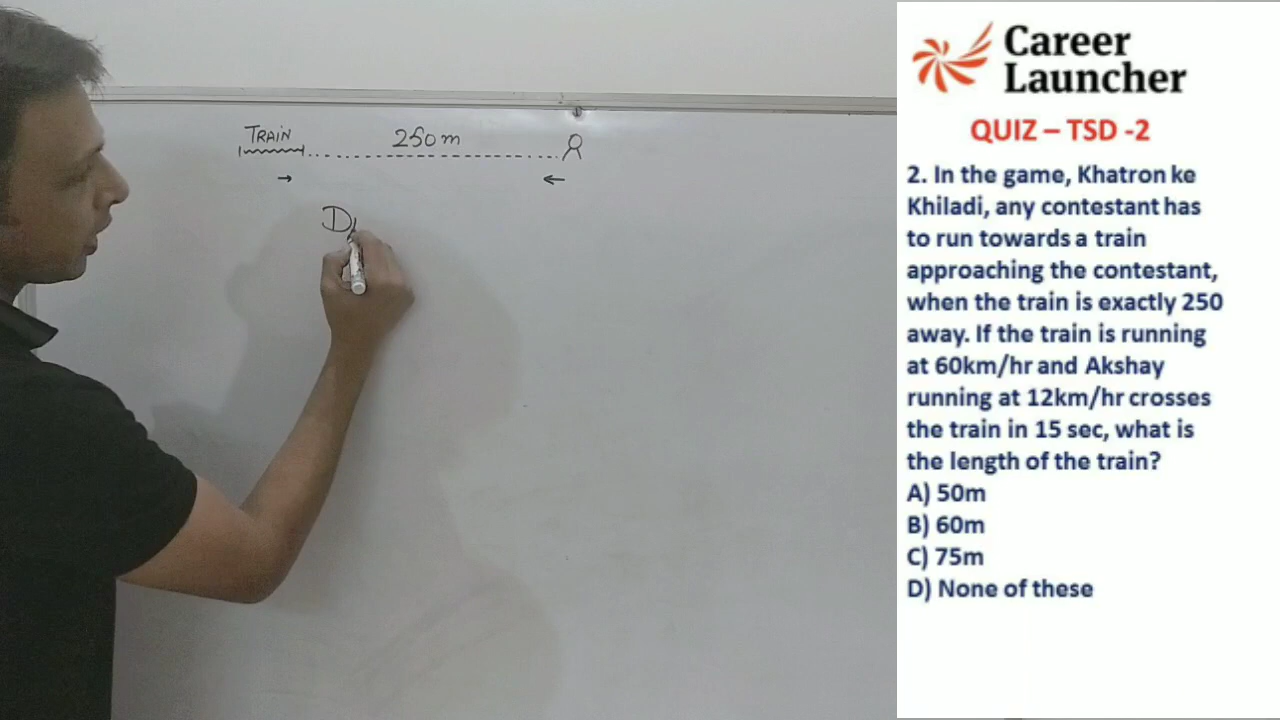 TRAIN
250 m
D
Career
Launcher
QUIZ – TSD -2
2. In the game, Khatron ke
Khiladi, any contestant has
to run towards a train
approaching the contestant,
when the train is exactly 250
away. If the train is running
at 60km/hr and Akshay
running at 12km/hr crosses
the train in 15 sec, what is
the length of the train?
A) 50m
B) 60m
C) 75m
D) None of these